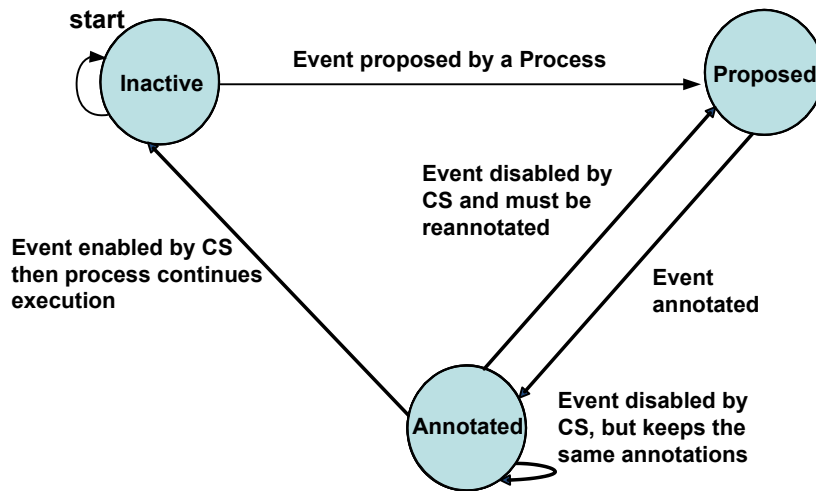 start
Inactive
Event proposed by a Process
Proposed
Event disabled by
CS and must be
reannotated
Event enabled by CS
then process continues
execution
Event
annotated
Annotated
Event disabled by
CS, but keeps the
same annotations